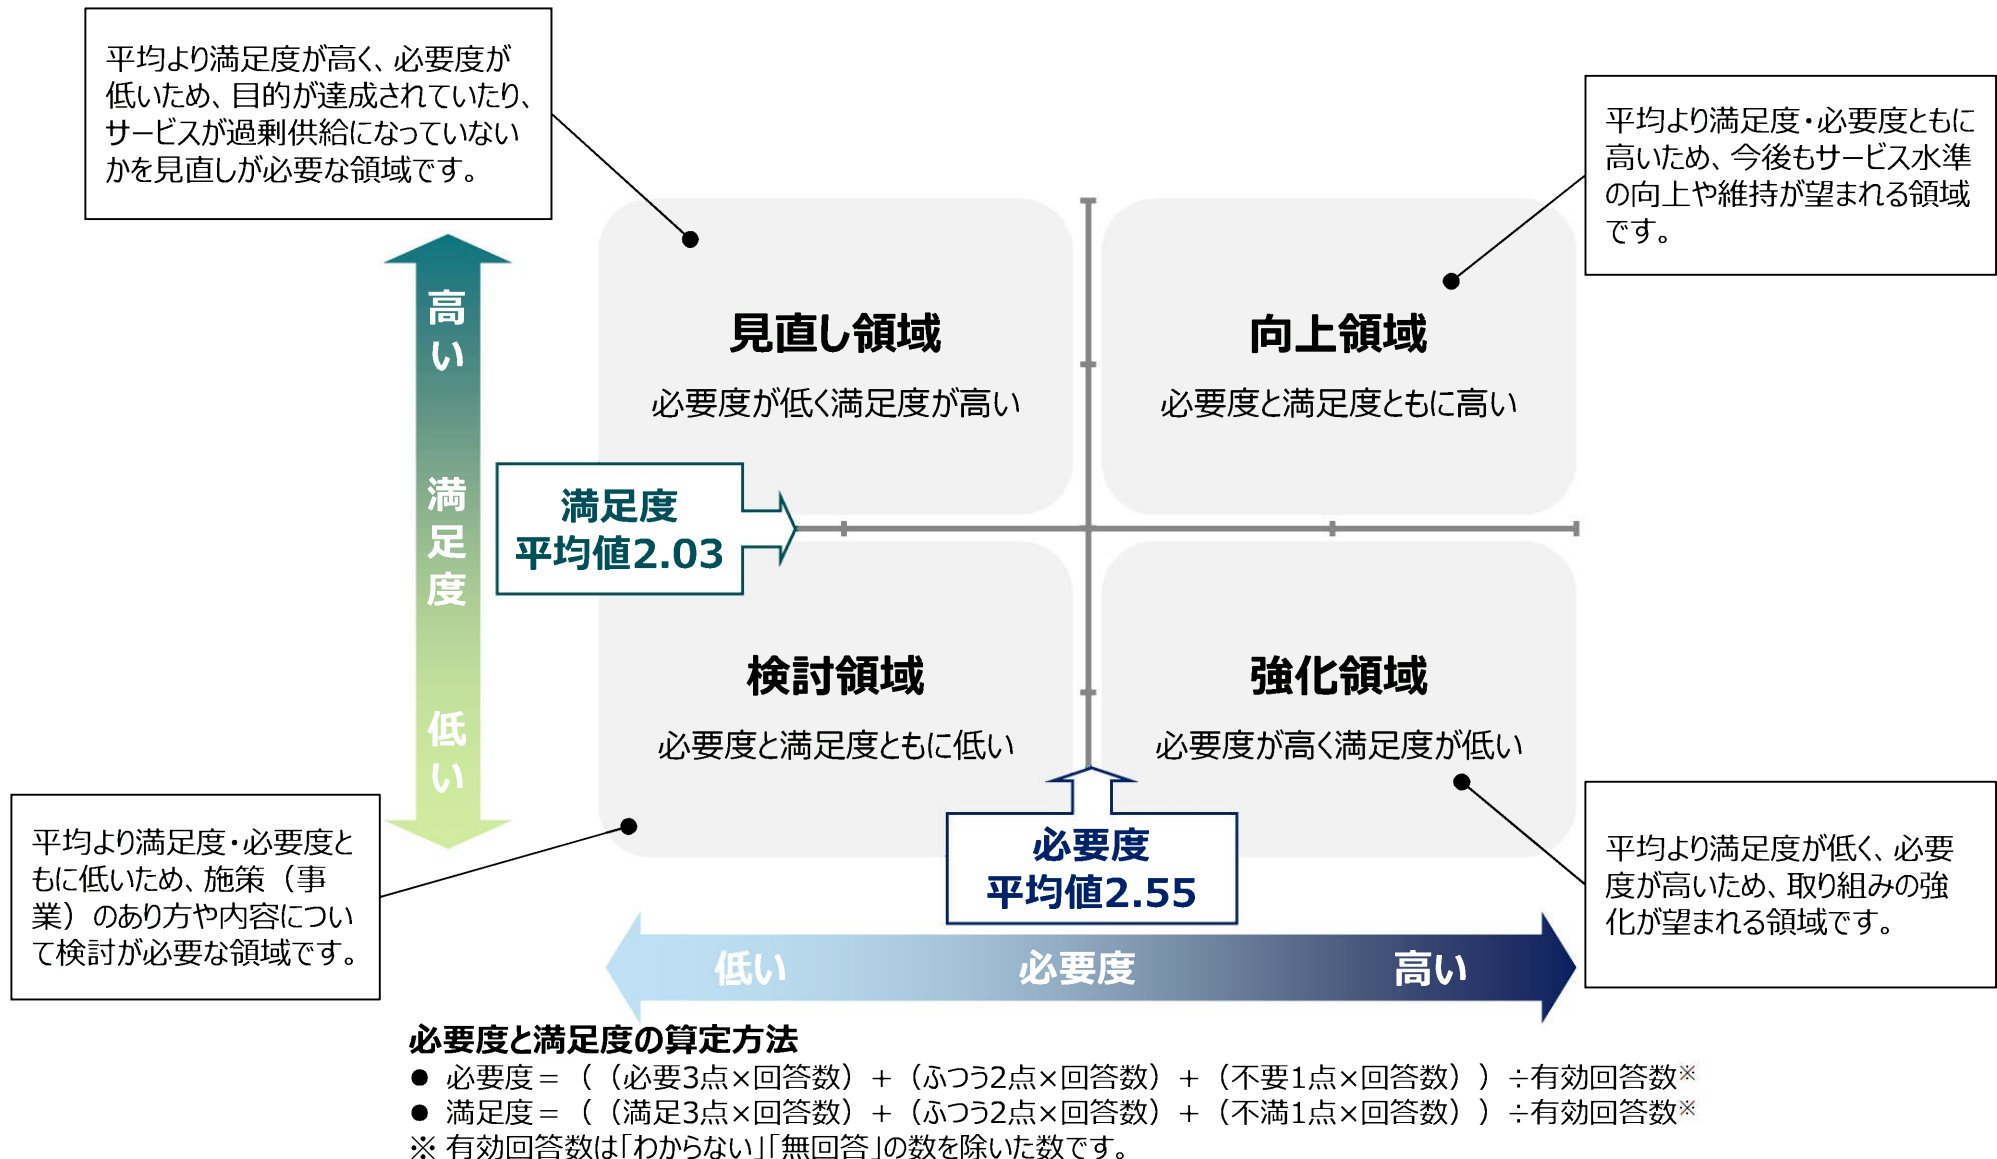 平均より満足度が高く、必要度が
低いため、目的が達成されていたり、
サービスが過剰供給になっていない
かを見直しが必要な領域です。
平均より満足度・必要度ともに
高いため、今後もサービス水準
の向上や維持が望まれる領域
です。
高い
満足度
低い
見直し領域
必要度が低く満足度が高い
向上領域
必要度と満足度ともに高い
満足度
平均値2.03
検討領域
必要度と満足度ともに低い
強化領域
必要度が高く満足度が低い
必要度
平均値2.55
平均より満足度・必要度と
もに低いため、施策（事
業）のあり方や内容につい
て検討が必要な領域です。
平均より満足度が低く、必要
度が高いため、取り組みの強
化が望まれる領域です。
低い 必要度 高い
必要度と満足度の算定方法
● 必要度＝（（必要3点×回答数）＋（ふつう2点×回答数）＋（不要1点×回答数））÷有効回答数※
● 満足度＝（（満足3点×回答数）＋（ふつう2点×回答数）＋（不満1点×回答数））÷有効回答数※
※ 有効回答数は「わからない」「無回答」の数を除いた数です。